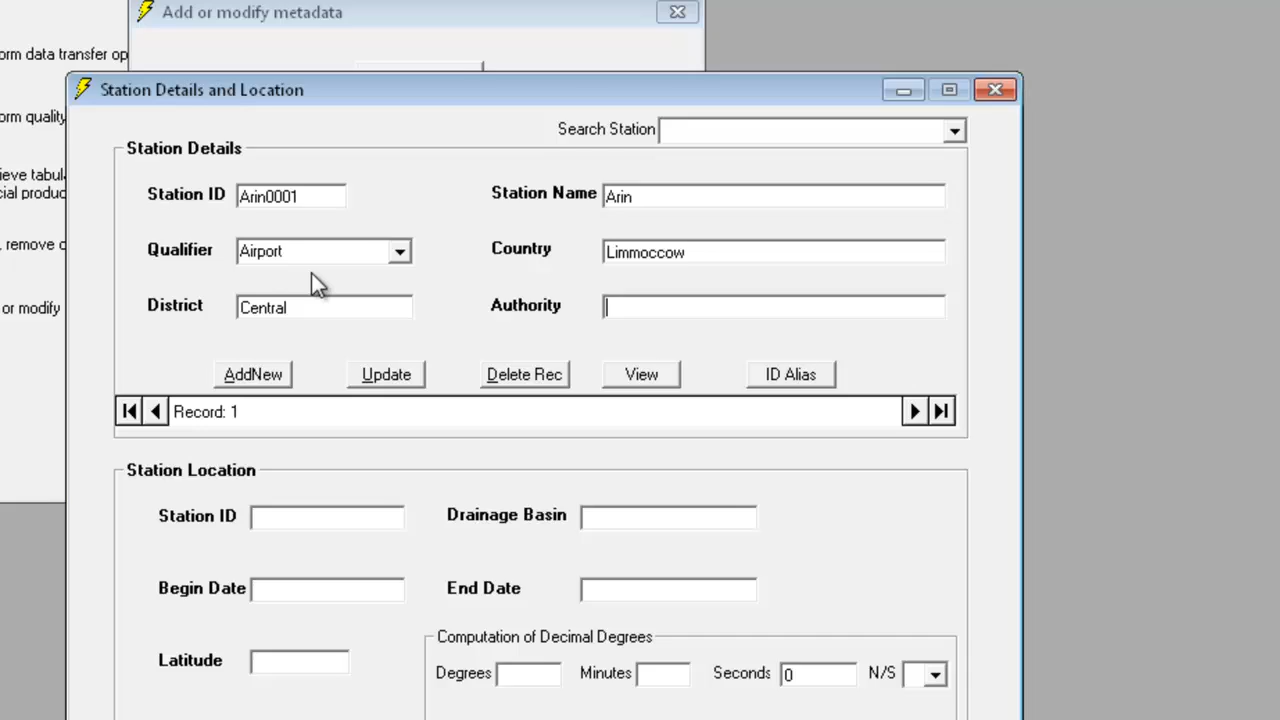 Add or modify metadata
orm data transfer op
Station Details and Location
orm quality
Search Station
Station Details
ieve tabul
cial produc
Station ID Arin0001 Station Name Arin
, remove c
Qualifier Airport Country Limmoccow
or modify
District Central Authority
AddNew Update Delete Rec View ID Alias
Record: 1
Station Location
Station ID Drainage Basin
Begin Date End Date
Computation of Decimal Degrees
Latitude
Degrees Minutes Seconds 0 N/S